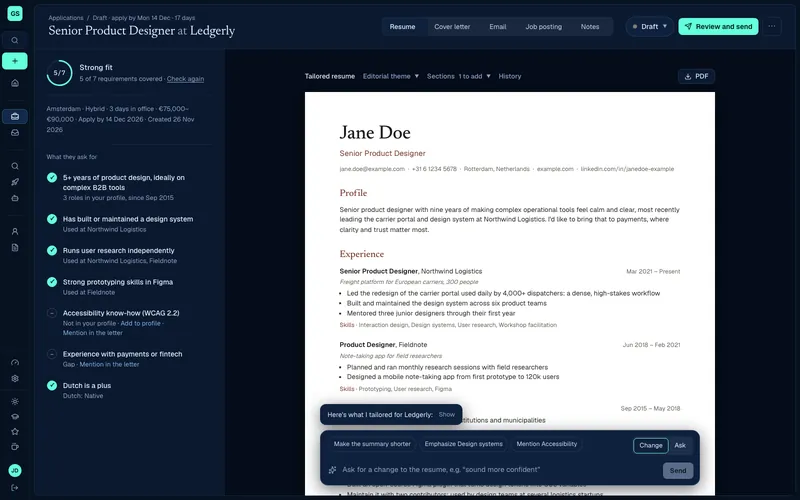 GS
Applications / Draft · apply by Mon 14 Dec · 17 days
Senior Product Designer at Ledgerly
Resume
Cover letter
Email
Job posting
Notes
Draft
Review and send
5/7
Strong fit
5 of 7 requirements covered · Check again
Amsterdam · Hybrid · 3 days in office · €75,000–
€90,000 · Apply by 14 Dec 2026 · Created 26 Nov
2026
What they ask for
5+ years of product design, ideally on
complex B2B tools
3 roles in your profile, since Sep 2015
Has built or maintained a design system
Used at Northwind Logistics
Runs user research independently
Used at Northwind Logistics, Fieldnote
Strong prototyping skills in Figma
Used at Fieldnote
Accessibility know-how (WCAG 2.2)
Not in your profile · Add to profile ·
Mention in the letter
Experience with payments or fintech
Gap · Mention in the letter
Dutch is a plus
Dutch: Native
JD
Tailored resume
Editorial theme
Sections 1 to add
History
PDF
Jane Doe
Senior Product Designer
jane.doe@example.com · +31 6 1234 5678 · Rotterdam, Netherlands · example.com · linkedin.com/in/janedoe-example
Profile
Senior product designer with nine years of making complex operational tools feel calm and clear, most recently
leading the carrier portal and design system at Northwind Logistics. I'd like to bring that to payments, where
clarity and trust matter most.
Experience
Senior Product Designer, Northwind Logistics Mar 2021 – Present
Freight platform for European carriers, 300 people
• Led the redesign of the carrier portal used daily by 4,000+ dispatchers: a dense, high-stakes workflow
• Built and maintained the design system across six product teams
• Mentored three junior designers through their first year
Skills · Interaction design, Design systems, User research, Workshop facilitation
Product Designer, Fieldnote Jun 2018 – Feb 2021
Note-taking app for field researchers
• Planned and ran monthly research sessions with field researchers
• Designed a mobile note-taking app from first prototype to 120k users
Skills · Prototyping, User research, Figma
Sep 2015 – May 2018
Here's what I tailored for Ledgerly: Show
institutions and municipalities
Make the summary shorter
Emphasize Design systems
Mention Accessibility
Change
Ask
Ask for a change to the resume, e.g. "sound more confident"
Send
• Maintain it with two contributors; used by design teams at several logistics startups